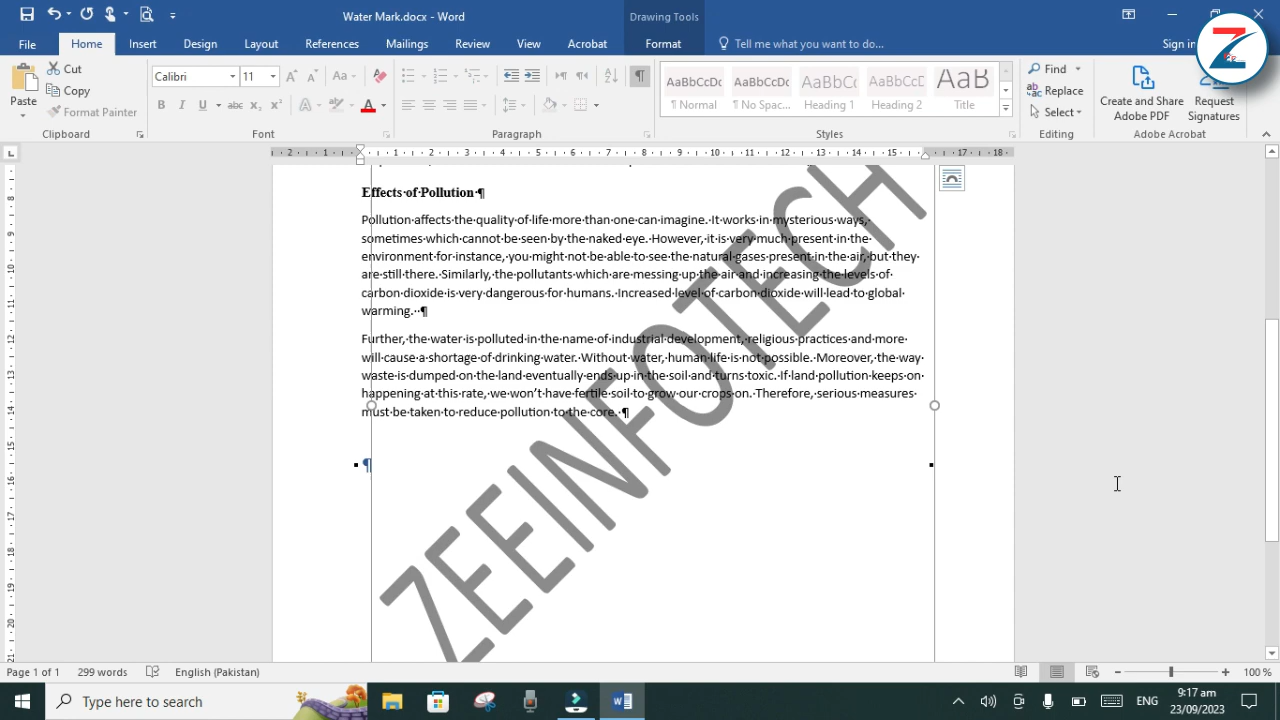 Water Mark.docx - Word
Drawing Tools
Sign in
File
Home
Insert
Design
Layout
References
Mailings
Review
View
Acrobat
Format
Tell me what you want to do...
Paste
Cut
Copy
Format Painter
Clipboard
Calibri
11
Font
Paragraph
AaBbCcDc
¶ Normal
AaBbCcDc
¶ No Spac...
AaBbCc
Heading 1
AaBbCcD
Heading 2
AaB
Title
Styles
Find
Replace
Select
Editing
Create and Share
Adobe PDF
Request
Signatures
Adobe Acrobat
Effects of Pollution ¶
Pollution affects the quality of life more than one can imagine. It works in mysterious ways,
sometimes which cannot be seen by the naked eye. However, it is very much present in the
environment for instance, you might not be able to see the natural gases present in the air, but they
are still there. Similarly, the pollutants which are messing up the air and increasing the levels of
carbon dioxide is very dangerous for humans. Increased level of carbon dioxide will lead to global
warming. ¶
Further, the water is polluted in the name of industrial development, religious practices and more
will cause a shortage of drinking water. Without water, human life is not possible. Moreover, the way
waste is dumped on the land eventually ends up in the soil and turns toxic. If land pollution keeps on
happening at this rate, we won't have fertile soil to grow our crops on. Therefore, serious measures
must be taken to reduce pollution to the core. ¶
¶
ZEEINFOTECH
Page 1 of 1
299 words
English (Pakistan)
100 %
Type here to search
ENG
9:17 am
23/09/2023